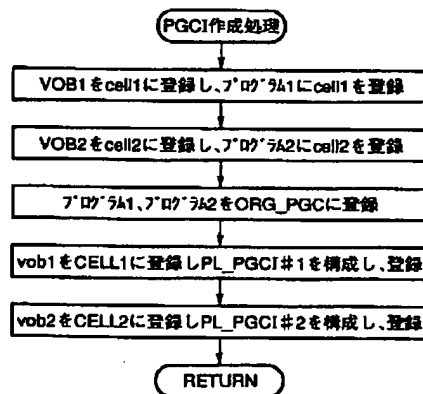 PGCI作成処理
VOB1をcell1に登録し、ﾌﾟﾛｸﾞﾗﾑ1にcell1を登録
VOB2をcell2に登録し、ﾌﾟﾛｸﾞﾗﾑ2にcell2を登録
ﾌﾟﾛｸﾞﾗﾑ1、ﾌﾟﾛｸﾞﾗﾑ2をORG_PGCに登録
vob1をCELL1に登録しPL_PGCI#1を構成し、登録
vob2をCELL2に登録しPL_PGCI#2を構成し、登録
RETURN